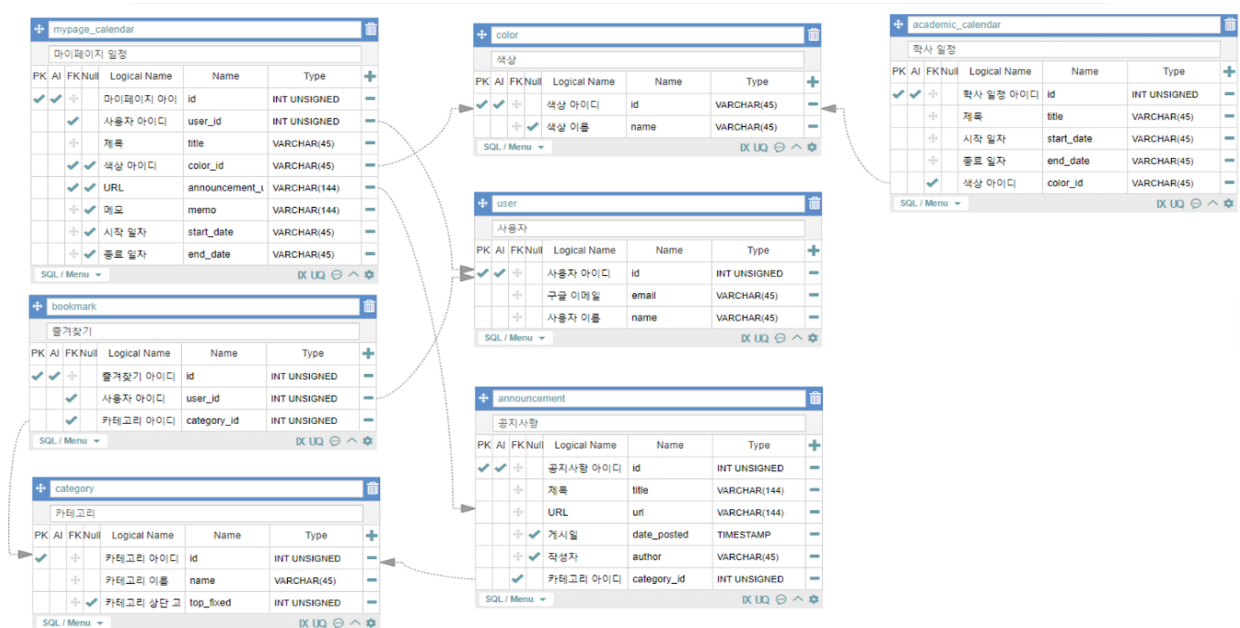 mypage_calendar
마이페이지 일정
PK AI FK Null Logical Name Name Type
마이페이지 아이 id INT UNSIGNED
사용자 아이디 user_id INT UNSIGNED
제목 title VARCHAR(45)
색상 아이디 color_id VARCHAR(45)
URL announcement_u VARCHAR(144)
메모 memo VARCHAR(144)
시작 일자 start_date VARCHAR(45)
종료 일자 end_date VARCHAR(45)
SQL / Menu IX UQ
bookmark
즐겨찾기
PK AI FK Null Logical Name Name Type
즐겨찾기 아이디 id INT UNSIGNED
사용자 아이디 user_id INT UNSIGNED
카테고리 아이디 category_id INT UNSIGNED
SQL / Menu IX UQ
category
카테고리
PK AI FK Null Logical Name Name Type
카테고리 아이디 id INT UNSIGNED
카테고리 이름 name VARCHAR(45)
카테고리 상단 고 top_fixed INT UNSIGNED
SQL / Menu IX UQ
color
색상
PK AI FK Null Logical Name Name Type
색상 아이디 id VARCHAR(45)
색상 이름 name VARCHAR(45)
SQL / Menu IX UQ
user
사용자
PK AI FK Null Logical Name Name Type
사용자 아이디 id INT UNSIGNED
구글 이메일 email VARCHAR(45)
사용자 이름 name VARCHAR(45)
SQL / Menu IX UQ
announcement
공지사항
PK AI FK Null Logical Name Name Type
공지사항 아이디 id INT UNSIGNED
제목 title VARCHAR(144)
URL url VARCHAR(144)
게시일 date_posted TIMESTAMP
작성자 author VARCHAR(45)
카테고리 아이디 category_id INT UNSIGNED
SQL / Menu IX UQ
academic_calendar
학사 일정
PK AI FK Null Logical Name Name Type
학사 일정 아이디 id INT UNSIGNED
제목 title VARCHAR(45)
시작 일자 start_date VARCHAR(45)
종료 일자 end_date VARCHAR(45)
색상 아이디 color_id VARCHAR(45)
SQL / Menu IX UQ